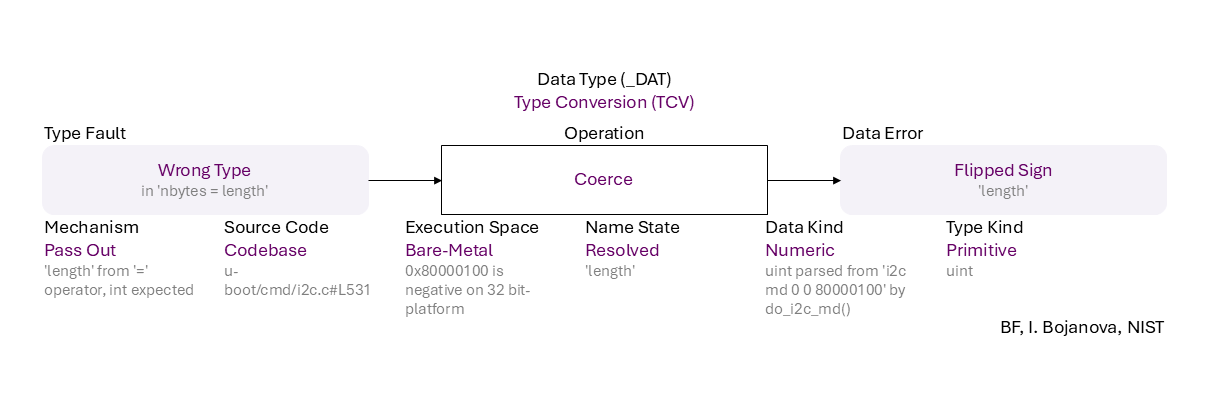 Data Type (_DAT)
Type Conversion (TCV)
Type Fault
Operation
Data Error
Wrong Type
in 'nbytes = length'
Coerce
Flipped Sign
'length'
Mechanism
Pass Out
'length' from '='
operator, int expected
Source Code
Codebase
u-
boot/cmd/i2c.c#L531
Execution Space
Bare-Metal
0x80000100 is
negative on 32 bit-
platform
Name State
Resolved
'length'
Data Kind
Numeric
uint parsed from 'i2c
md 0 0 80000100' by
do_i2c_md()
Type Kind
Primitive
uint
BF, I. Bojanova, NIST